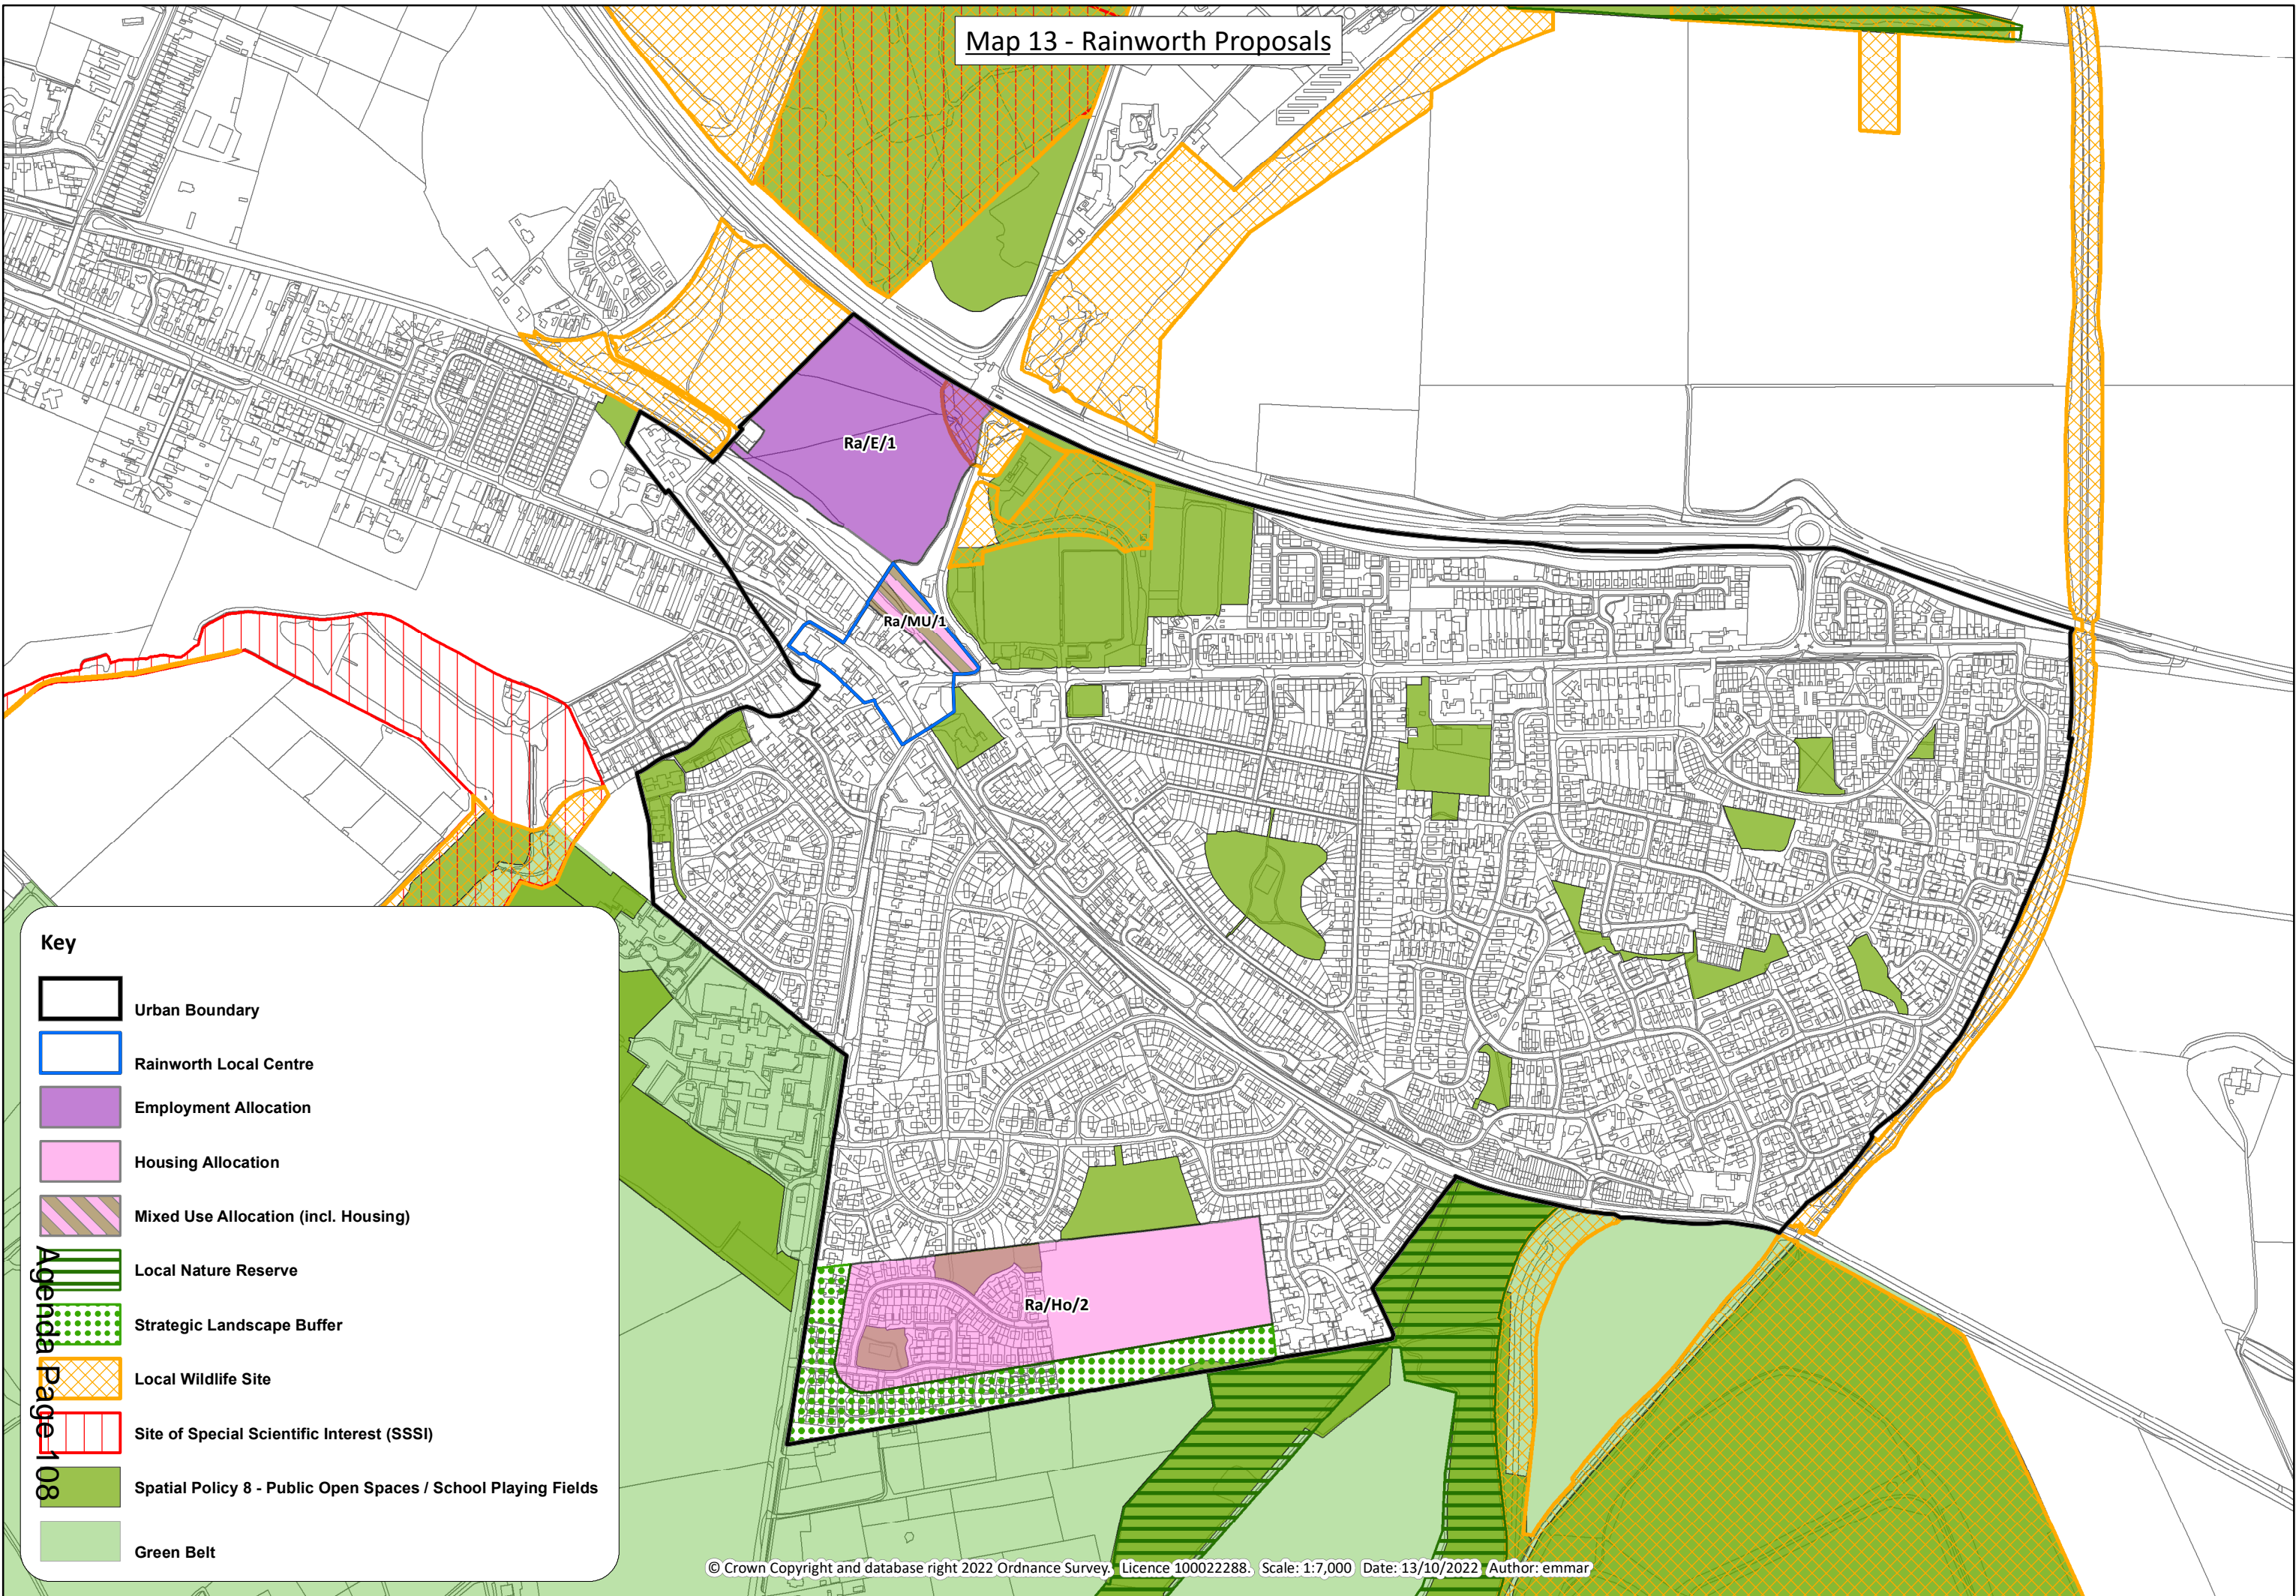 Map 13 - Rainworth Proposals
Ra/E/1
Ra/MU/1
Ra/Ho/2
Key
Urban Boundary
Rainworth Local Centre
Employment Allocation
Housing Allocation
Mixed Use Allocation (incl. Housing)
Local Nature Reserve
Strategic Landscape Buffer
Local Wildlife Site
Site of Special Scientific Interest (SSSI)
Spatial Policy 8 - Public Open Spaces / School Playing Fields
Green Belt
Agenda Page 108
© Crown Copyright and database right 2022 Ordnance Survey. Licence 100022288. Scale: 1:7,000 Date: 13/10/2022 Author: emmar